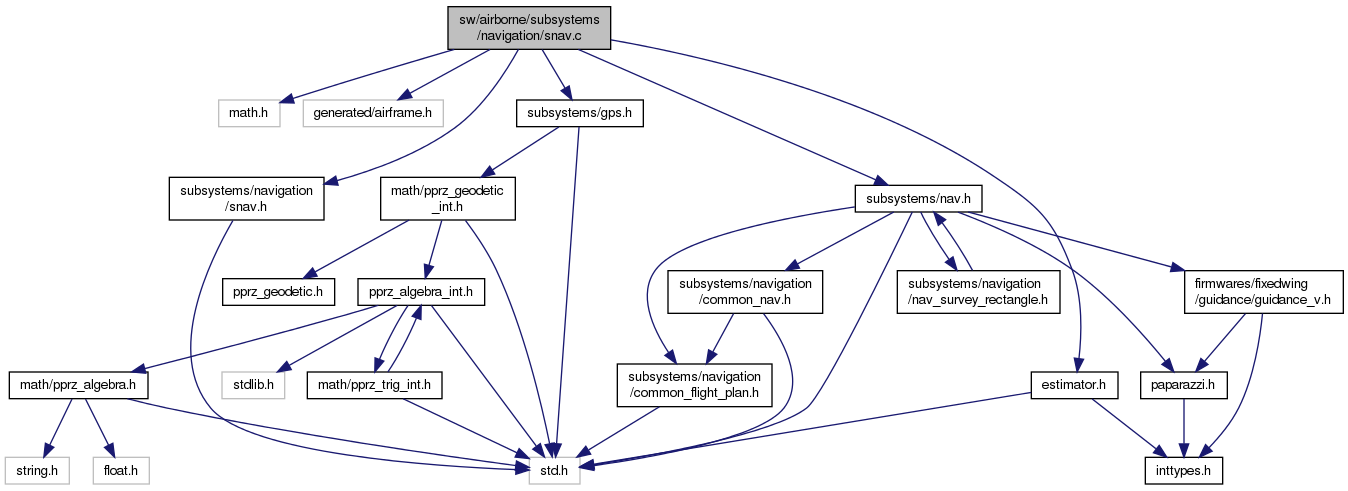 sw/airborne/subsystems
/navigation/snav.c
math.h
generated/airframe.h
subsystems/gps.h
subsystems/navigation
/snav.h
math/pprz_geodetic
_int.h
subsystems/nav.h
pprz_geodetic.h
pprz_algebra_int.h
subsystems/navigation
/common_nav.h
subsystems/navigation
/nav_survey_rectangle.h
firmwares/fixedwing
/guidance/guidance_v.h
math/pprz_algebra.h
stdlib.h
math/pprz_trig_int.h
subsystems/navigation
/common_flight_plan.h
estimator.h
paparazzi.h
string.h
float.h
std.h
inttypes.h